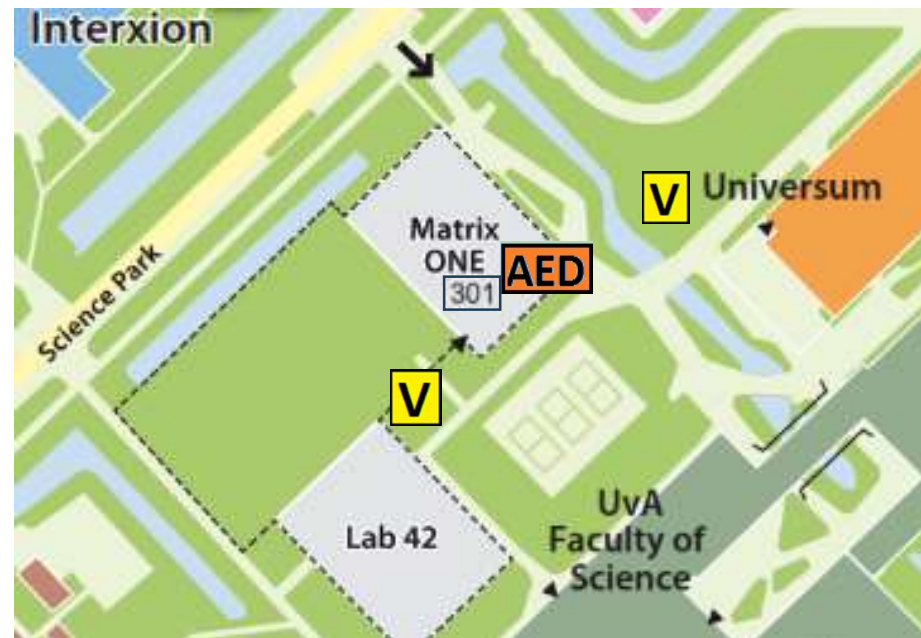 Interxion
V
Universum
Matrix
ONE
AED
301
Science Park
V
Lab 42
UvA
Faculty of
Science